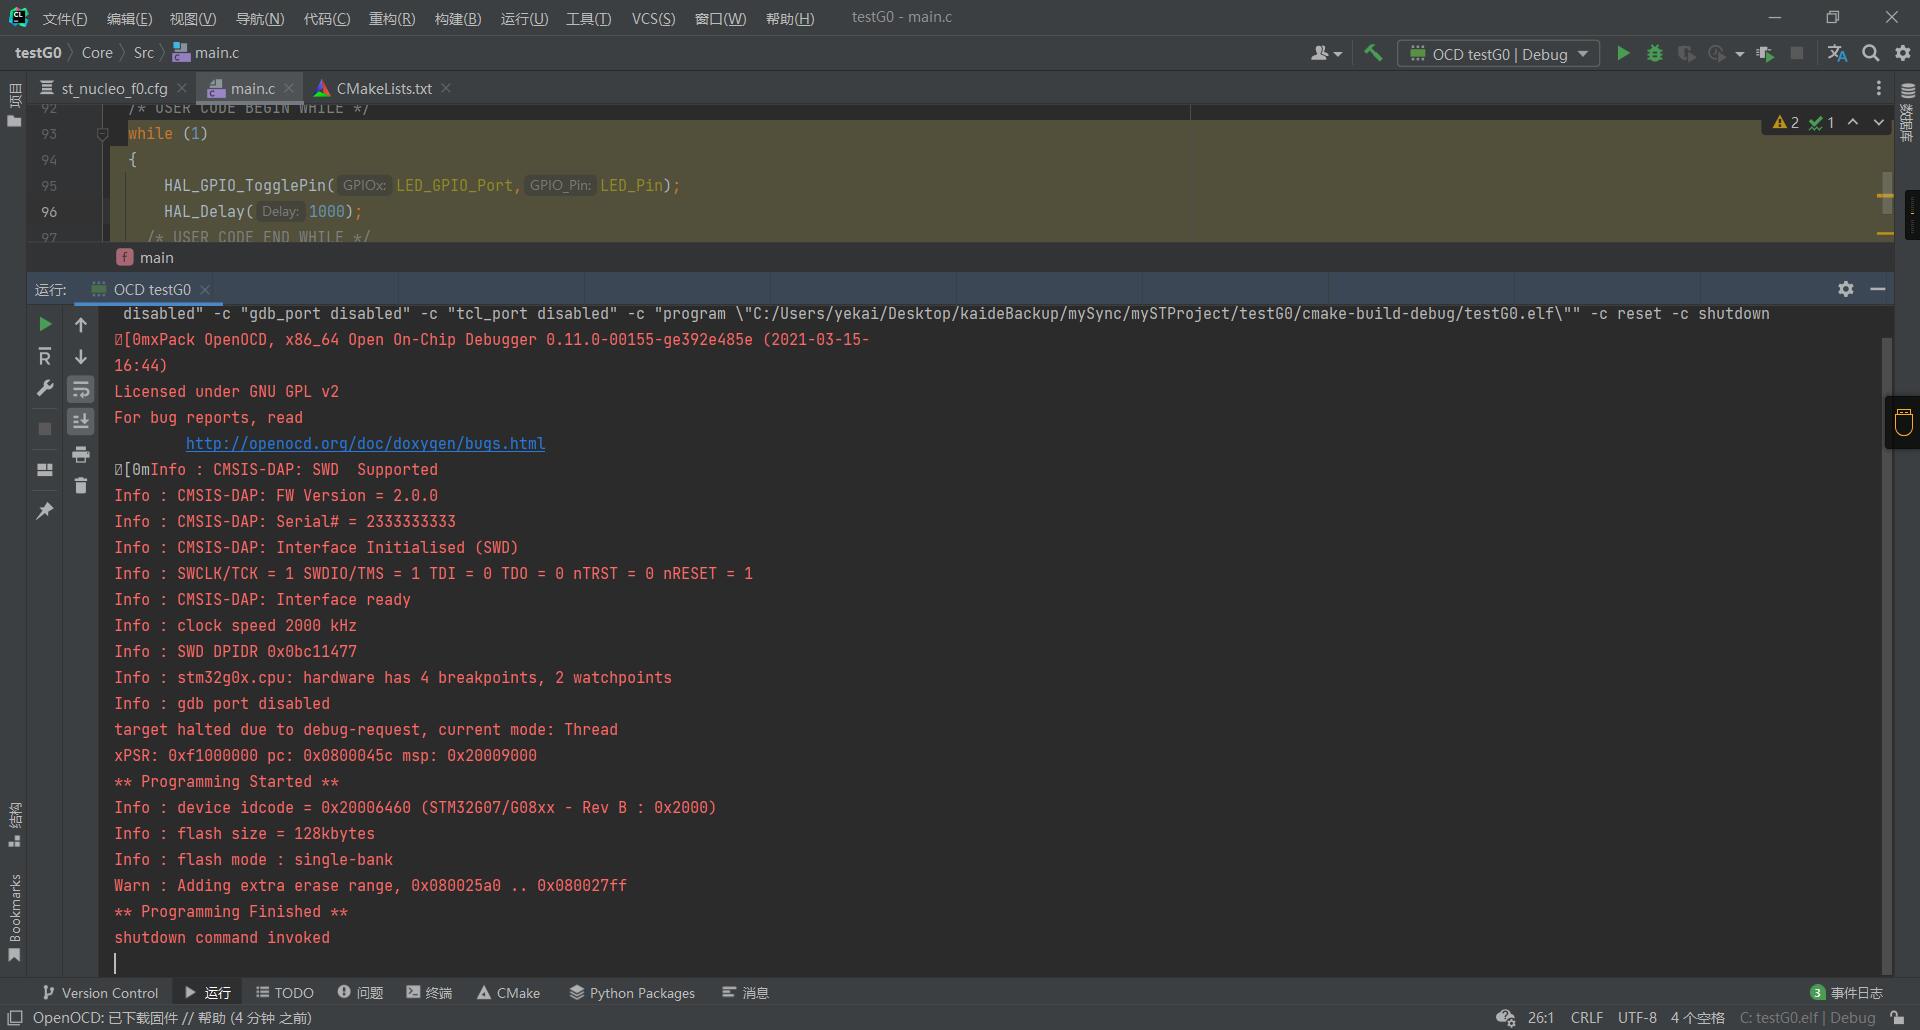 文件(F) 编辑(E) 视图(V) 导航(N) 代码(C) 重构(R) 构建(B) 运行(U) 工具(T) VCS(S) 窗口(W) 帮助(H) testG0 - main.c
testG0 Core Src main.c OCD testG0 | Debug
项目
st_nucleo_f0.cfg main.c CMakeLists.txt
数据库
92 /* USER CODE BEGIN WHILE */
93 while (1)
2 1
94 {
95 HAL_GPIO_TogglePin( GPIOx: LED_GPIO_Port, GPIO_Pin: LED_Pin);
96 HAL_Delay( Delay: 1000);
97 /* USER CODE END WHILE */
f main
运行: OCD testG0
disabled" -c "gdb_port disabled" -c "tcl_port disabled" -c "program \"C:/Users/yekai/Desktop/kaideBackup/mySync/mySTProject/testG0/cmake-build-debug/testG0.elf\"" -c reset -c shutdown
[0mxPack OpenOCD, x86_64 Open On-Chip Debugger 0.11.0-00155-ge392e485e (2021-03-15-
16:44)
Licensed under GNU GPL v2
For bug reports, read
http://openocd.org/doc/doxygen/bugs.html
[0mInfo : CMSIS-DAP: SWD  Supported
Info : CMSIS-DAP: FW Version = 2.0.0
Info : CMSIS-DAP: Serial# = 2333333333
Info : CMSIS-DAP: Interface Initialised (SWD)
Info : SWCLK/TCK = 1 SWDIO/TMS = 1 TDI = 0 TDO = 0 nTRST = 0 nRESET = 1
Info : CMSIS-DAP: Interface ready
Info : clock speed 2000 kHz
Info : SWD DPIDR 0x0bc11477
Info : stm32g0x.cpu: hardware has 4 breakpoints, 2 watchpoints
Info : gdb port disabled
target halted due to debug-request, current mode: Thread
xPSR: 0xf1000000 pc: 0x0800045c msp: 0x20009000
** Programming Started **
Info : device idcode = 0x20006460 (STM32G07/G08xx - Rev B : 0x2000)
Info : flash size = 128kbytes
Info : flash mode : single-bank
Warn : Adding extra erase range, 0x080025a0 .. 0x080027ff
** Programming Finished **
shutdown command invoked
结构
Bookmarks
Version Control 运行 TODO 问题 终端 CMake Python Packages 消息 3 事件日志
OpenOCD: 已下载固件 // 帮助 (4 分钟 之前) 26:1 CRLF UTF-8 4 个空格 C: testG0.elf | Debug